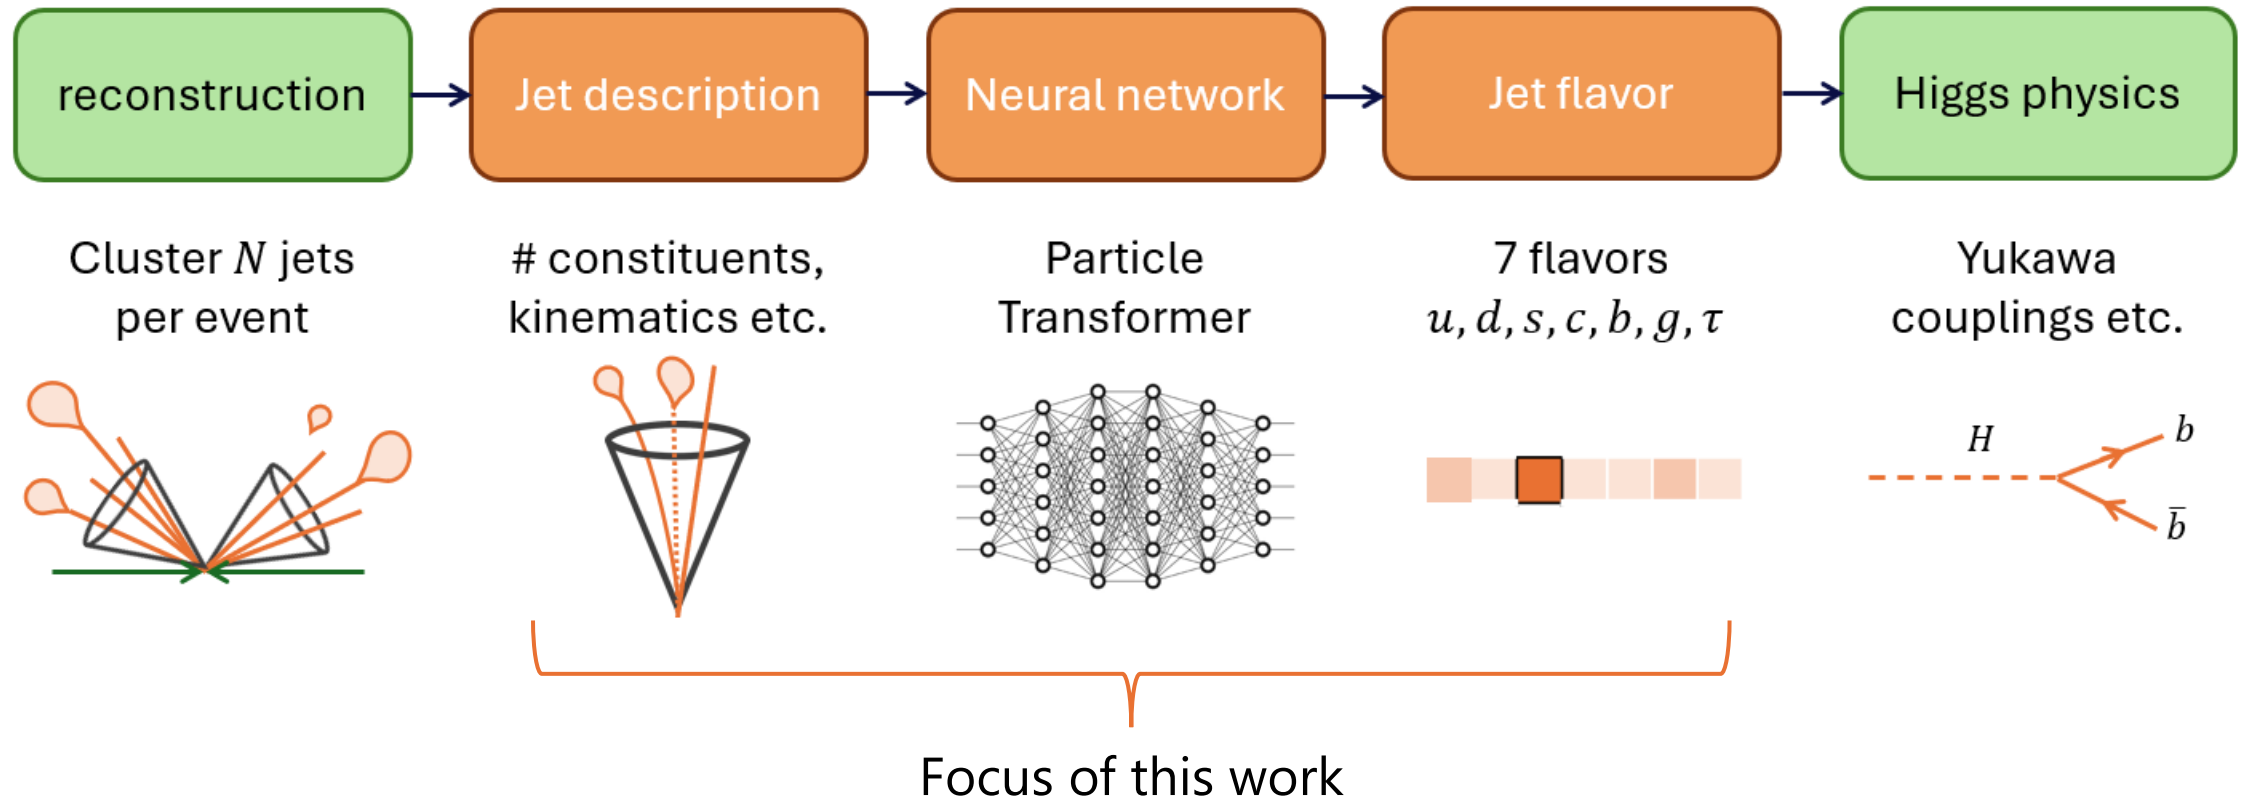 reconstruction
Jet description
Neural network
Jet flavor
Higgs physics
Cluster N jets
per event
# constituents,
kinematics etc.
Particle
Transformer
7 flavors
u, d, s, c, b, g, τ
Yukawa
couplings etc.
H
b
b̄
Focus of this work